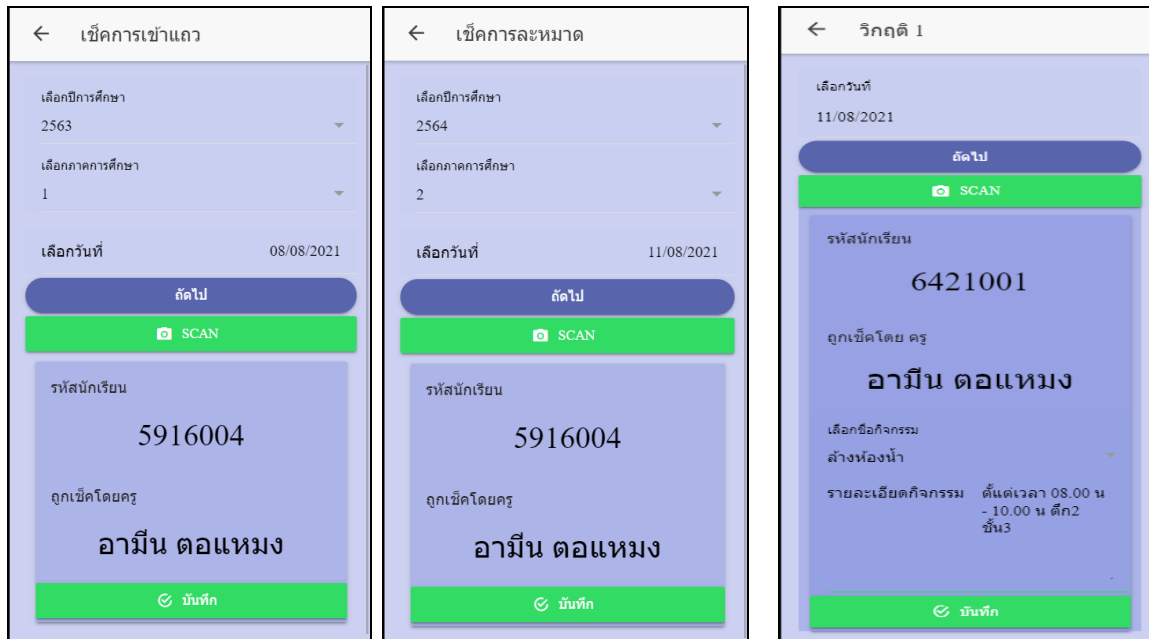 เช็คการเข้าแถว
เลือกปีการศึกษา
2563
เลือกภาคการศึกษา
1
เลือกวันที่ 08/08/2021
ถัดไป
SCAN
รหัสนักเรียน
5916004
ถูกเช็คโดยครู
อามีน ตอแหมง
บันทึก
เช็คการละหมาด
เลือกปีการศึกษา
2564
เลือกภาคการศึกษา
2
เลือกวันที่ 11/08/2021
ถัดไป
SCAN
รหัสนักเรียน
5916004
ถูกเช็คโดยครู
อามีน ตอแหมง
บันทึก
วิกฤติ 1
เลือกวันที่
11/08/2021
ถัดไป
SCAN
รหัสนักเรียน
6421001
ถูกเช็คโดย ครู
อามีน ตอแหมง
เลือกชื่อกิจกรรม
ล้างห้องน้ำ
รายละเอียดกิจกรรม ตั้แต่เวลา 08.00 น
- 10.00 น ตึก2
ชั้น3
บันทึก